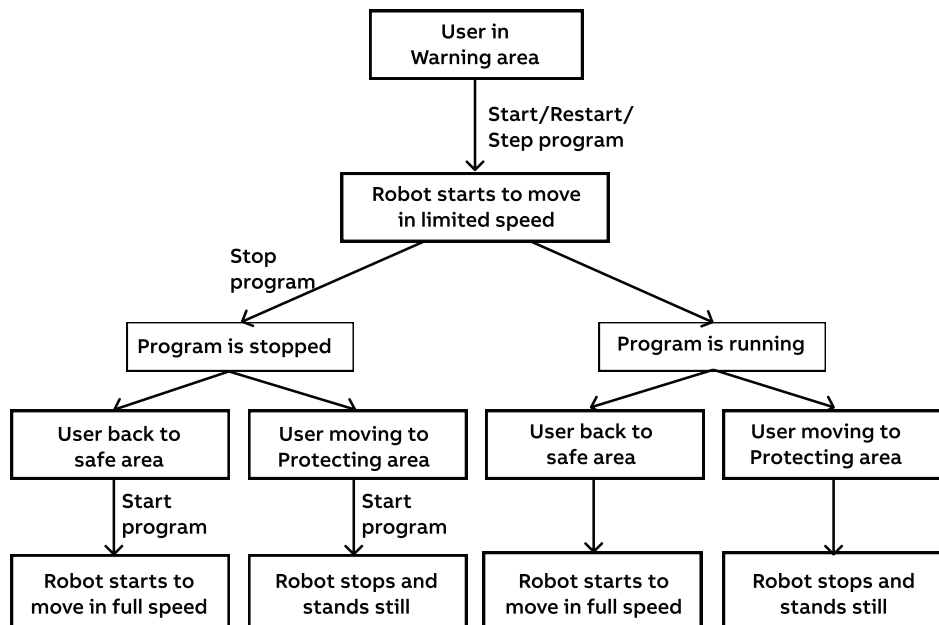 User in
Warning area
Start/Restart/
Step program
Robot starts to move
in limited speed
Stop
program
Program is stopped
Program is running
User back to
safe area
User moving to
Protecting area
User back to
safe area
User moving to
Protecting area
Start
program
Start
program
Robot starts to
move in full speed
Robot stops and
stands still
Robot starts to
move in full speed
Robot stops and
stands still